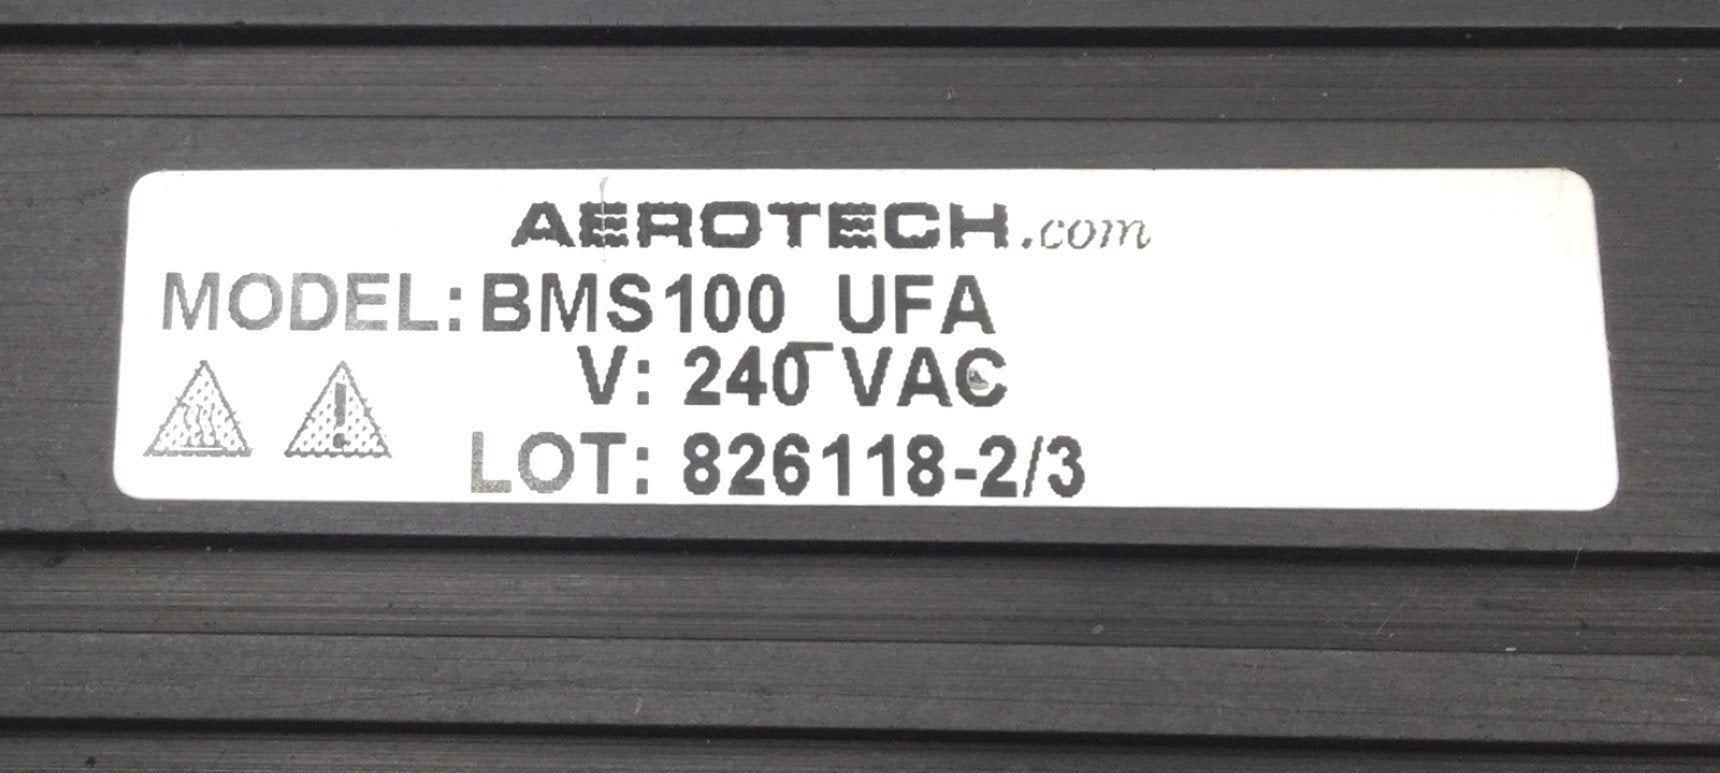 AEROTECH.com
MODEL: BMS100_UFA
V: 240 VAC
LOT: 826118-2/3